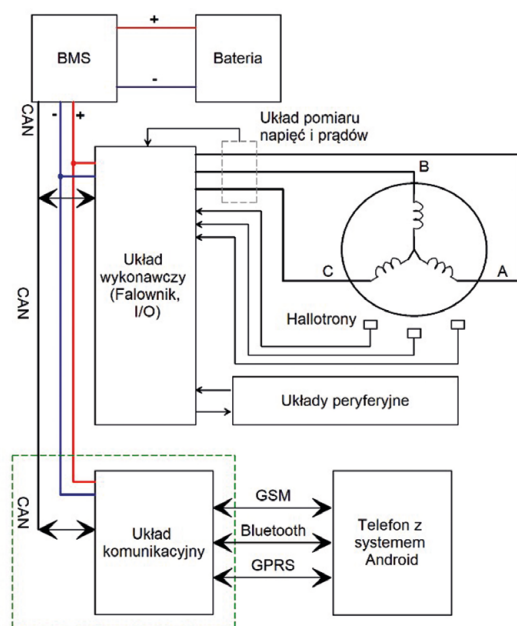 +
BMS
Bateria
-
CAN
-
+
Układ pomiaru
napięć i prądów
B
Układ
wykonawczy
(Falownik,
I/O)
C
A
CAN
Hallotrony
Układy peryferyjne
CAN
Układ
komunikacyjny
GSM
Bluetooth
GPRS
Telefon z
systemem
Android